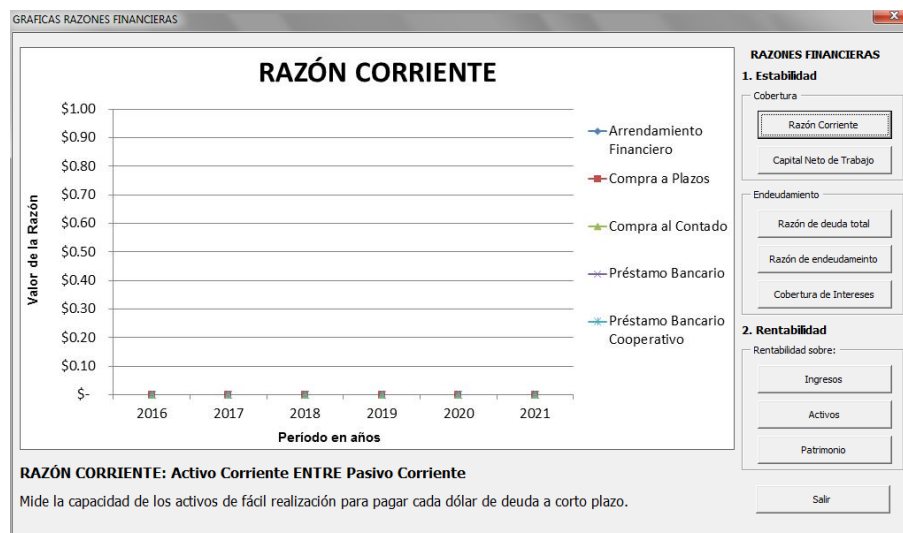 GRAFICAS RAZONES FINANCIERAS
RAZÓN CORRIENTE
$1.00
$0.90
$0.80
$0.70
$0.60
$0.50
$0.40
$0.30
$0.20
$0.10
$-
Valor de la Razón
2016 2017 2018 2019 2020 2021
Período en años
Arrendamiento
Financiero
Compra a Plazos
Compra al Contado
Préstamo Bancario
Préstamo Bancario
Cooperativo
RAZÓN CORRIENTE: Activo Corriente ENTRE Pasivo Corriente
Mide la capacidad de los activos de fácil realización para pagar cada dólar de deuda a corto plazo.
RAZONES FINANCIERAS
1. Estabilidad
Cobertura
Razón Corriente
Capital Neto de Trabajo
Endeudamiento
Razón de deuda total
Razón de endeudameinto
Cobertura de Intereses
2. Rentabilidad
Rentabilidad sobre:
Ingresos
Activos
Patrimonio
Salir